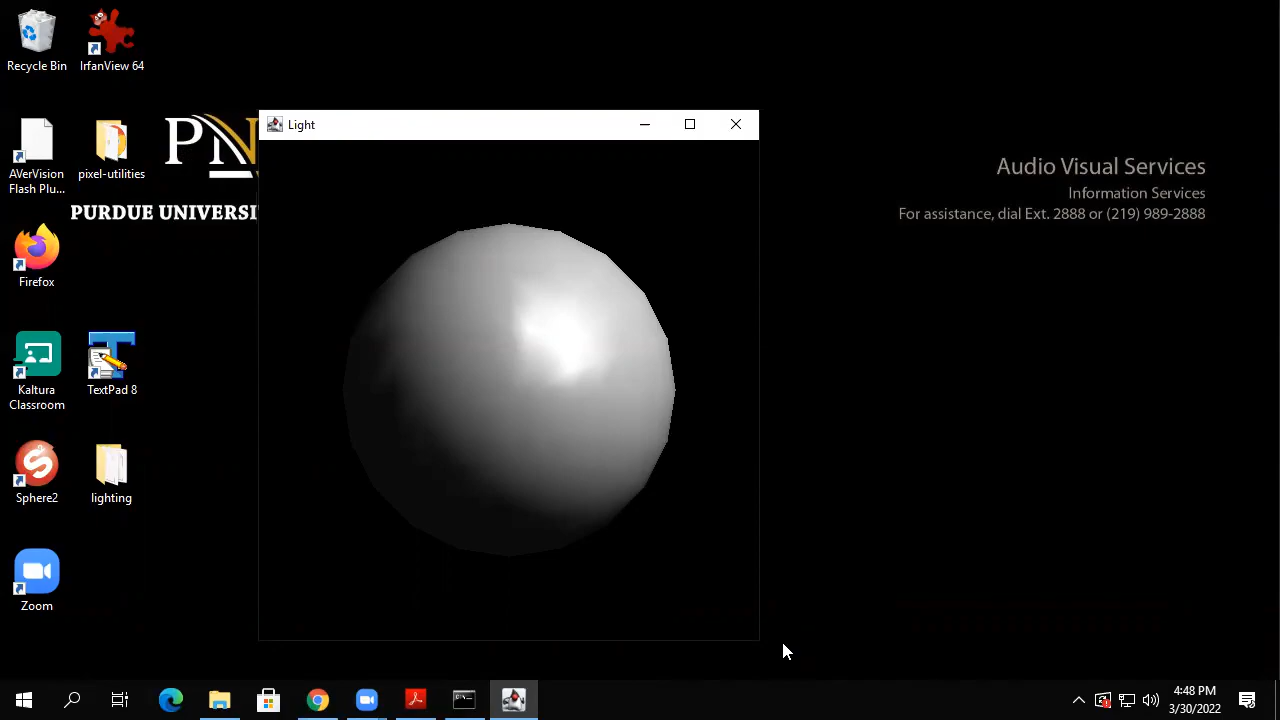 Recycle Bin
IrfanView 64
Light
AVerVision
Flash Plu...
pixel-utilities
PN
PURDUE UNIVERSI
Audio Visual Services
Information Services
For assistance, dial Ext. 2888 or (219) 989-2888
Firefox
Kaltura
Classroom
TextPad 8
Sphere2
lighting
Zoom
4:48 PM
3/30/2022